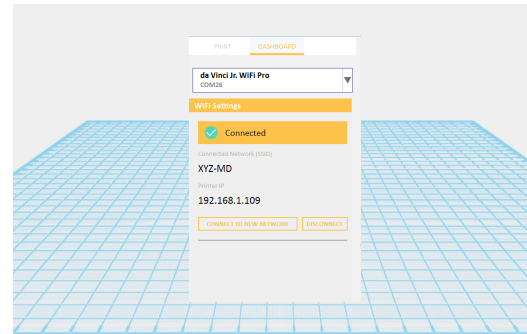 PRINT DASHBOARD
da Vinci Jr. WiFi Pro
COM26
WiFi Settings
Connected
Connected Network (SSID)
XYZ-MD
Printer IP
192.168.1.109
CONNECT TO NEW NETWORK DISCONNECT